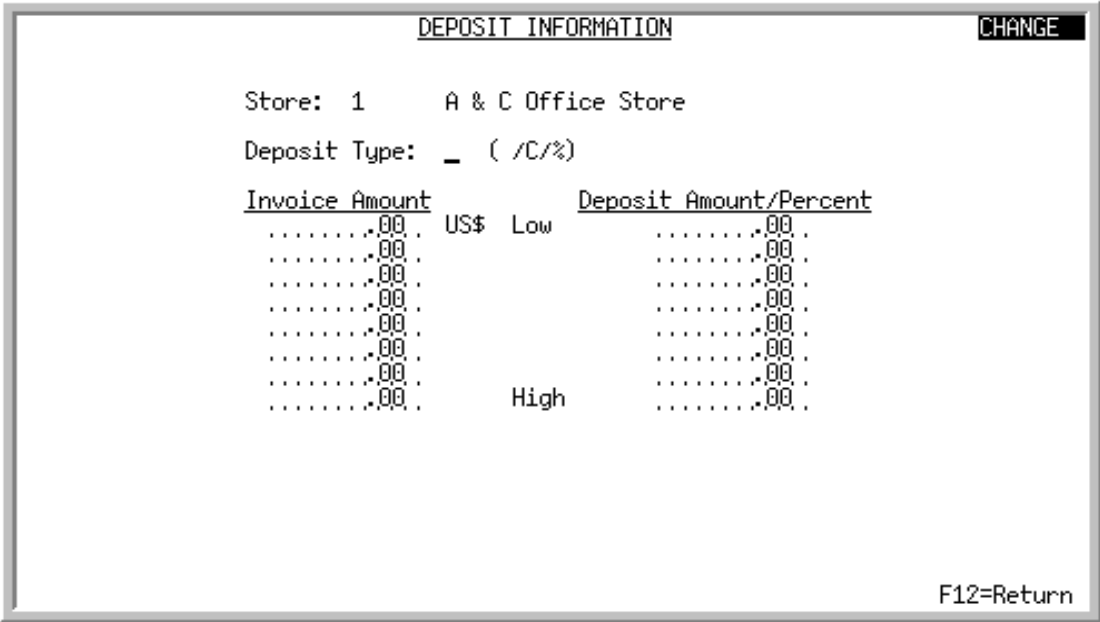 DEPOSIT INFORMATION CHANGE
Store: 1 A & C Office Store
Deposit Type: _ ( /C/%)
Invoice Amount Deposit Amount/Percent
.00 US$ Low .00
.00 .00
.00 .00
.00 .00
.00 .00
.00 .00
.00 .00
.00 High .00
F12=Return